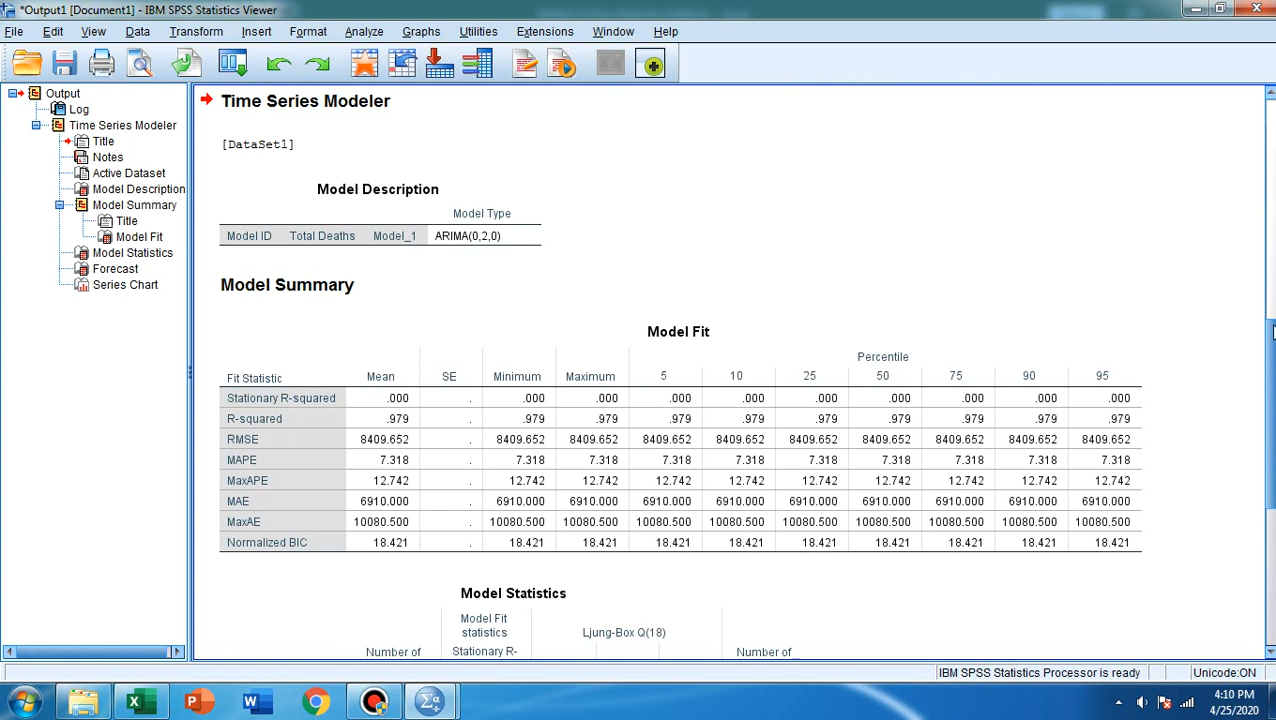 *Output1 [Document1] - IBM SPSS Statistics Viewer
File Edit View Data Transform Insert Format Analyze Graphs Utilities Extensions Window Help
Output
Log
Time Series Modeler
Title
Notes
Active Dataset
Model Description
Model Summary
Title
Model Fit
Model Statistics
Forecast
Series Chart
Time Series Modeler
[DataSet1]
Model Description
Model Type
Model ID Total Deaths Model_1 ARIMA(0,2,0)
Model Summary
Model Fit
Percentile
Fit Statistic Mean SE Minimum Maximum 5 10 25 50 75 90 95
Stationary R-squared .000 . .000 .000 .000 .000 .000 .000 .000 .000 .000
R-squared .979 . .979 .979 .979 .979 .979 .979 .979 .979 .979
RMSE 8409.652 . 8409.652 8409.652 8409.652 8409.652 8409.652 8409.652 8409.652 8409.652 8409.652
MAPE 7.318 . 7.318 7.318 7.318 7.318 7.318 7.318 7.318 7.318 7.318
MaxAPE 12.742 . 12.742 12.742 12.742 12.742 12.742 12.742 12.742 12.742 12.742
MAE 6910.000 . 6910.000 6910.000 6910.000 6910.000 6910.000 6910.000 6910.000 6910.000 6910.000
MaxAE 10080.500 . 10080.500 10080.500 10080.500 10080.500 10080.500 10080.500 10080.500 10080.500 10080.500
Normalized BIC 18.421 . 18.421 18.421 18.421 18.421 18.421 18.421 18.421 18.421 18.421
Model Statistics
Model Fit
statistics
Ljung-Box Q(18)
Number of Stationary R- Number of
IBM SPSS Statistics Processor is ready Unicode:ON
4:10 PM
4/25/2020